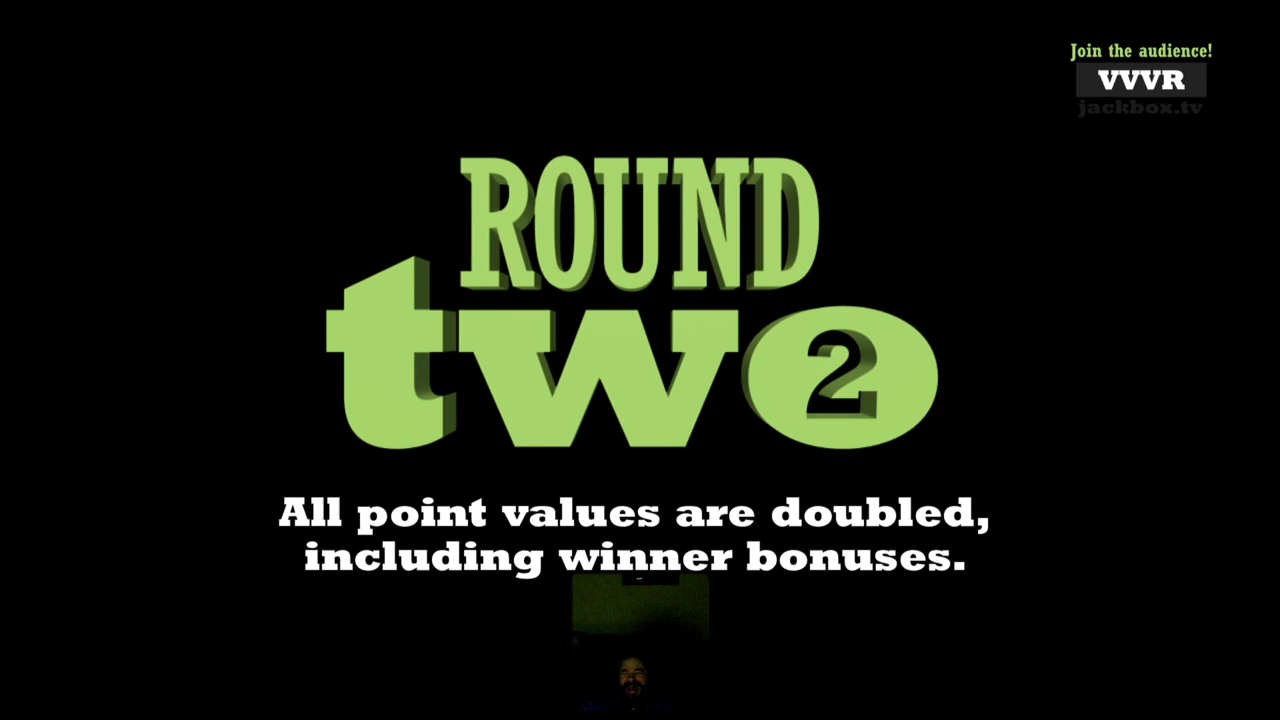 Join the audience!
VVVR
jackbox.tv
ROUND
two
2
All point values are doubled,
including winner bonuses.